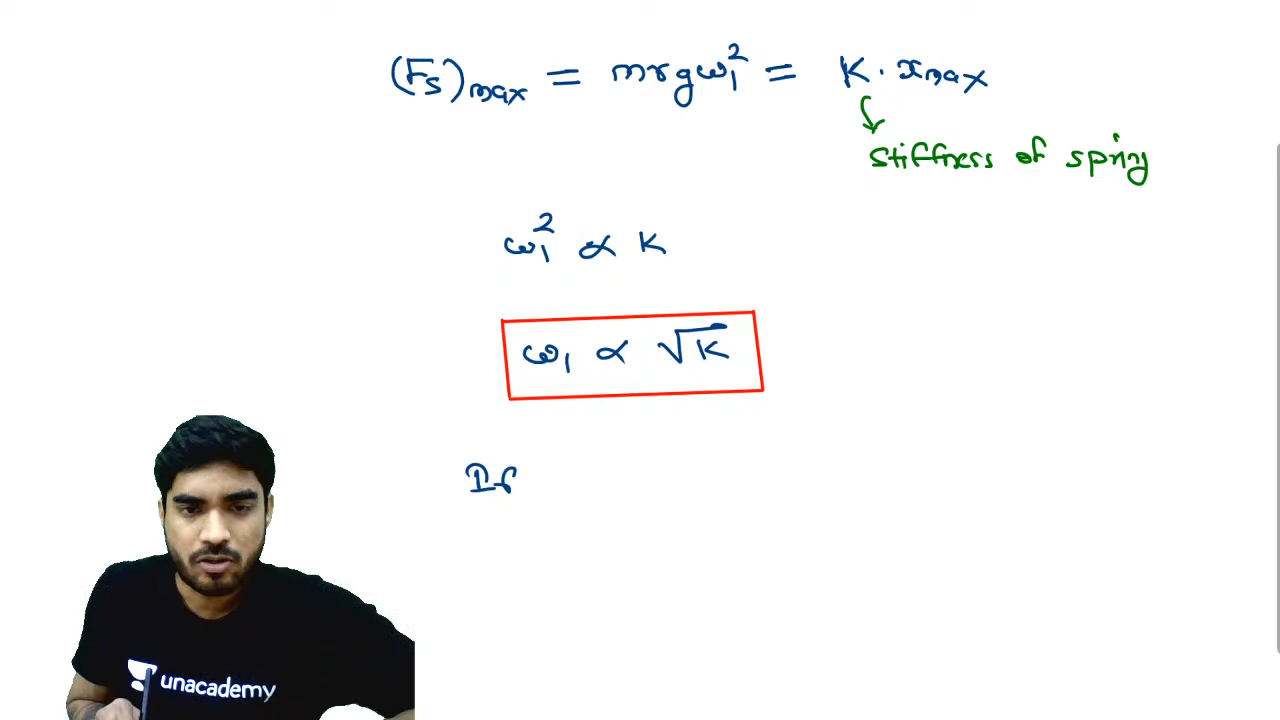 (Fs)max = mrgω₁² = K · xmax
stiffness of spring
ω₁² ∝ K
ω₁ ∝ √K
If
unacademy